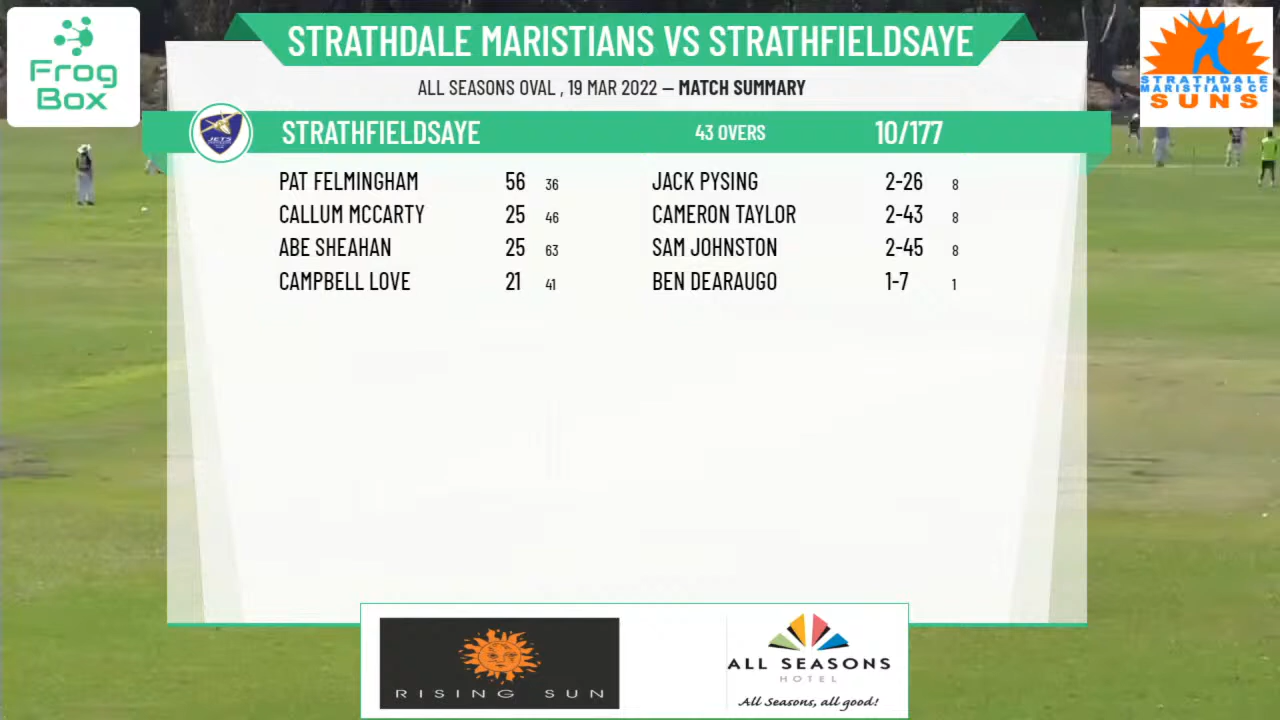 Frog
Box
STRATHDALE MARISTIANS VS STRATHFIELDSAYE
STRATHDALE
MARISTIANS CC
SUNS
ALL SEASONS OVAL , 19 MAR 2022 – MATCH SUMMARY
JETS
STRATHFIELDSAYE 43 OVERS 10/177
PAT FELMINGHAM 56 36 JACK PYSING 2-26 8
CALLUM MCCARTY 25 46 CAMERON TAYLOR 2-43 8
ABE SHEAHAN 25 63 SAM JOHNSTON 2-45 8
CAMPBELL LOVE 21 41 BEN DEARAUGO 1-7 1
RISING SUN
ALL SEASONS
HOTEL
All Seasons, all good!